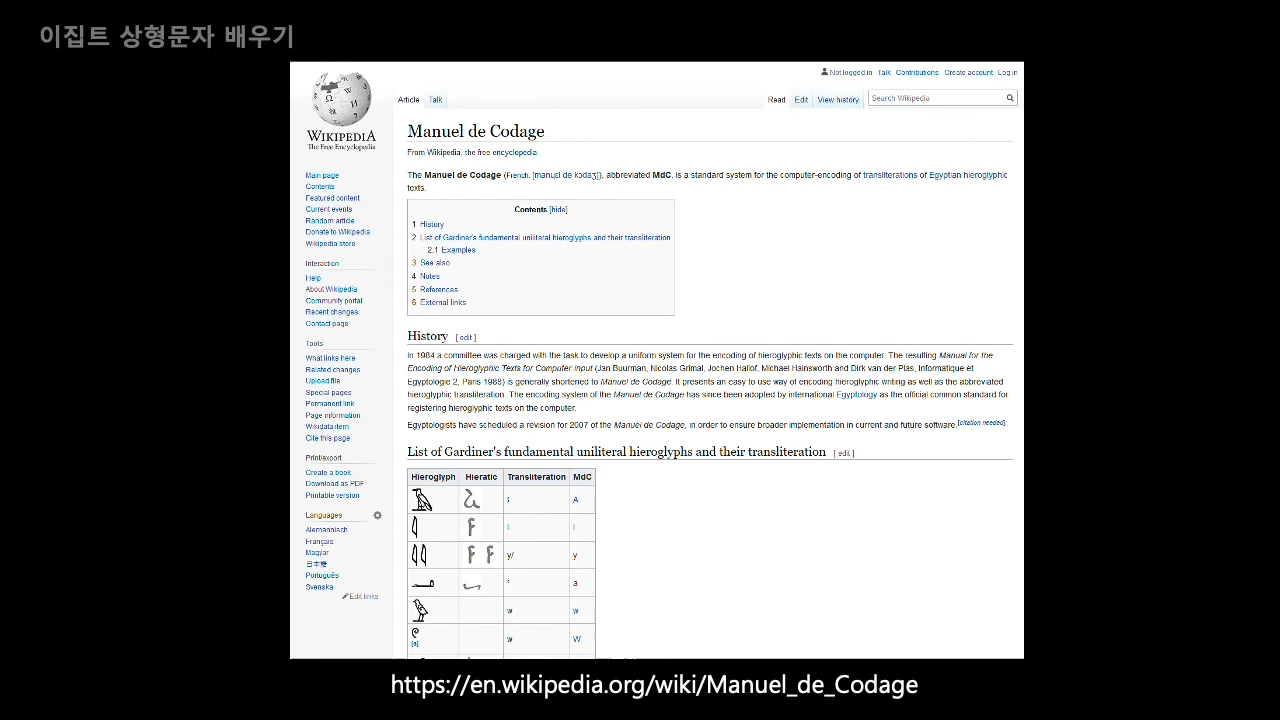 이집트 상형문자 배우기
Not logged in Talk Contributions Create account Log in
WIKIPEDIA
The Free Encyclopedia
Article Talk
Read Edit View history
Search Wikipedia
Manuel de Codage
From Wikipedia, the free encyclopedia
The Manuel de Codage (French: [manɥɛl də kɔdaʒ]), abbreviated MdC, is a standard system for the computer-encoding of transliterations of Egyptian hieroglyphic
texts.
Contents [hide]
1 History
2 List of Gardiner's fundamental uniliteral hieroglyphs and their transliteration
2.1 Examples
3 See also
4 Notes
5 References
6 External links
Main page
Contents
Featured content
Current events
Random article
Donate to Wikipedia
Wikipedia store
Interaction
Help
About Wikipedia
Community portal
Recent changes
Contact page
Tools
What links here
Related changes
Upload file
Special pages
Permanent link
Page information
Wikidata item
Cite this page
Print/export
Create a book
Download as PDF
Printable version
Languages
Alemannisch
Français
Magyar
日本語
Português
Svenska
Edit links
History [ edit ]
In 1984 a committee was charged with the task to develop a uniform system for the encoding of hieroglyphic texts on the computer. The resulting Manual for the
Encoding of Hieroglyphic Texts for Computer-input (Jan Buurman, Nicolas Grimal, Jochen Hallof, Michael Hainsworth and Dirk van der Plas, Informatique et
Egyptologie 2, Paris 1988) is generally shortened to Manuel de Codage. It presents an easy to use way of encoding hieroglyphic writing as well as the abbreviated
hieroglyphic transliteration. The encoding system of the Manuel de Codage has since been adopted by international Egyptology as the official common standard for
registering hieroglyphic texts on the computer.
Egyptologists have scheduled a revision for 2007 of the Manuel de Codage, in order to ensure broader implementation in current and future software.[citation needed]
List of Gardiner's fundamental uniliteral hieroglyphs and their transliteration [ edit ]
Hieroglyph Hieratic Transliteration MdC
ꜣ A
y/ y
ꜥ a
w w
[a] w W
https://en.wikipedia.org/wiki/Manuel_de_Codage